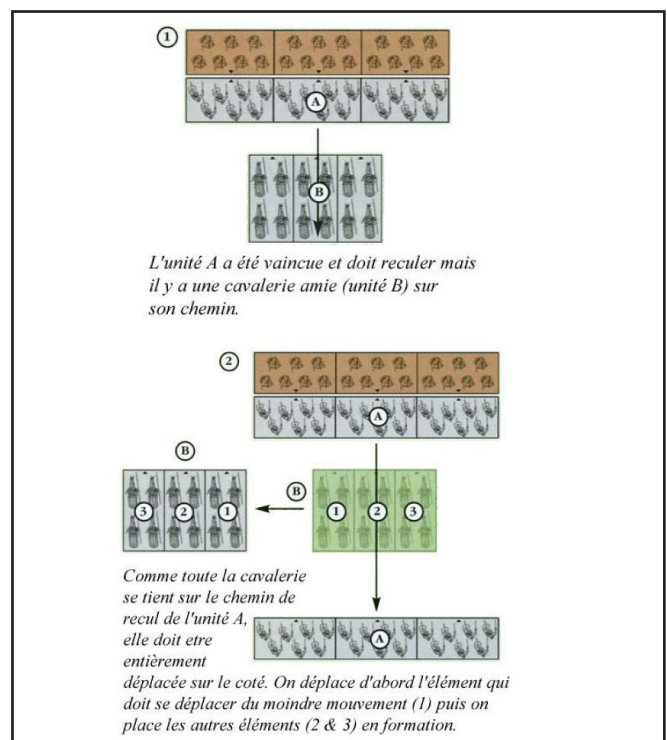 1
A
B
L'unité A a été vaincue et doit reculer mais
il y a une cavalerie amie (unité B) sur
son chemin.
2
A
B
B
3 2 1
1 2 3
Comme toute la cavalerie
se tient sur le chemin de
recul de l'unité A,
elle doit etre
entièrement
A
déplacée sur le coté. On déplace d'abord l'élément qui
doit se déplacer du moindre mouvement (1) puis on
place les autres éléments (2 & 3) en formation.